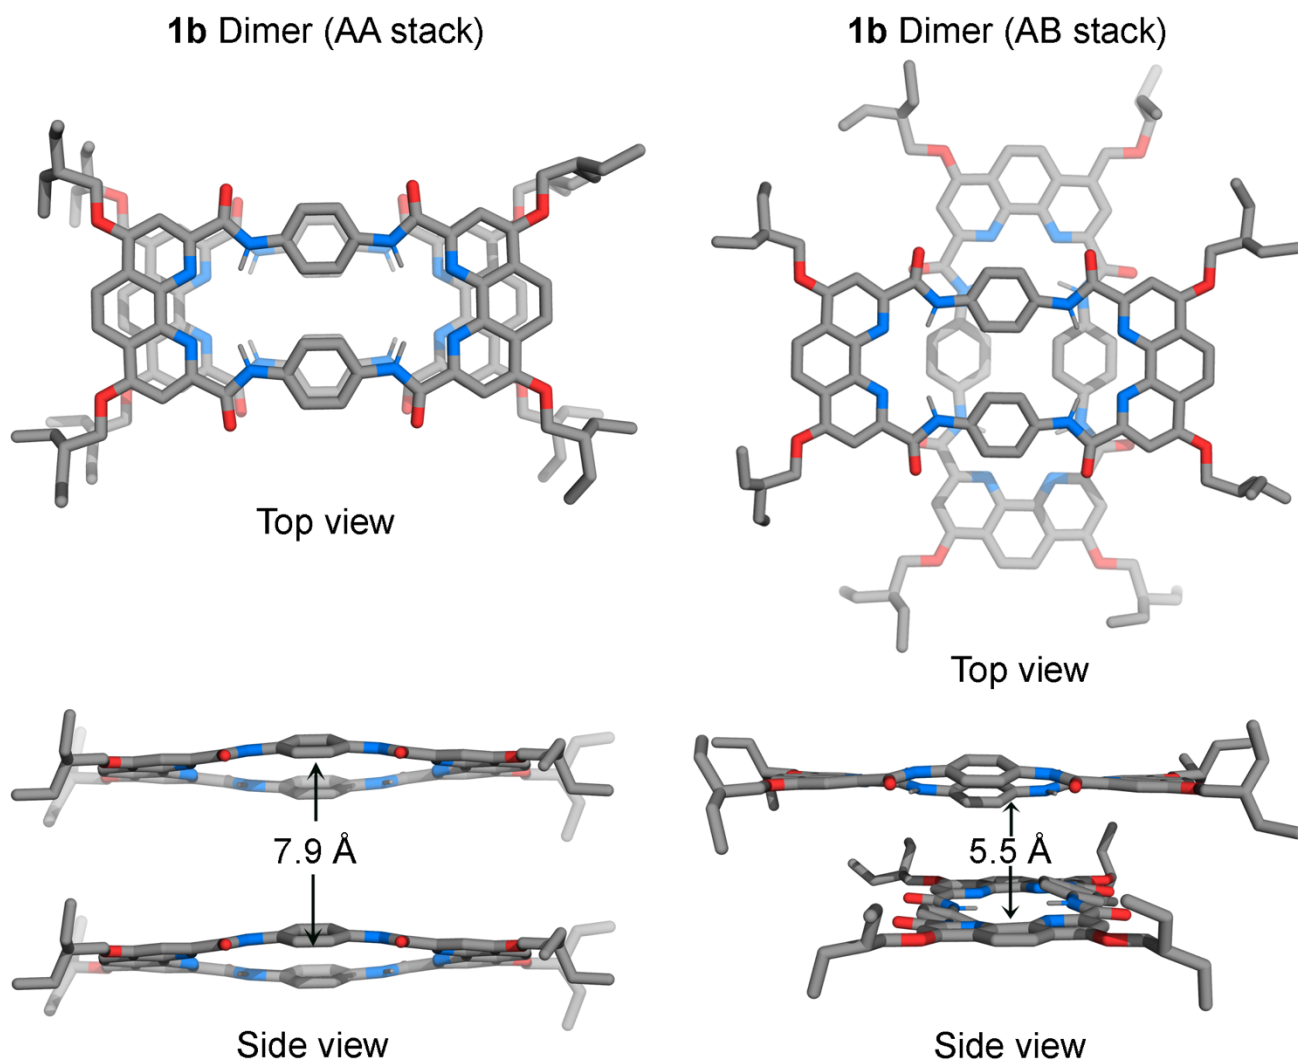 1b Dimer (AA stack)
1b Dimer (AB stack)
Top view
Top view
7.9 Å
5.5 Å
Side view
Side view